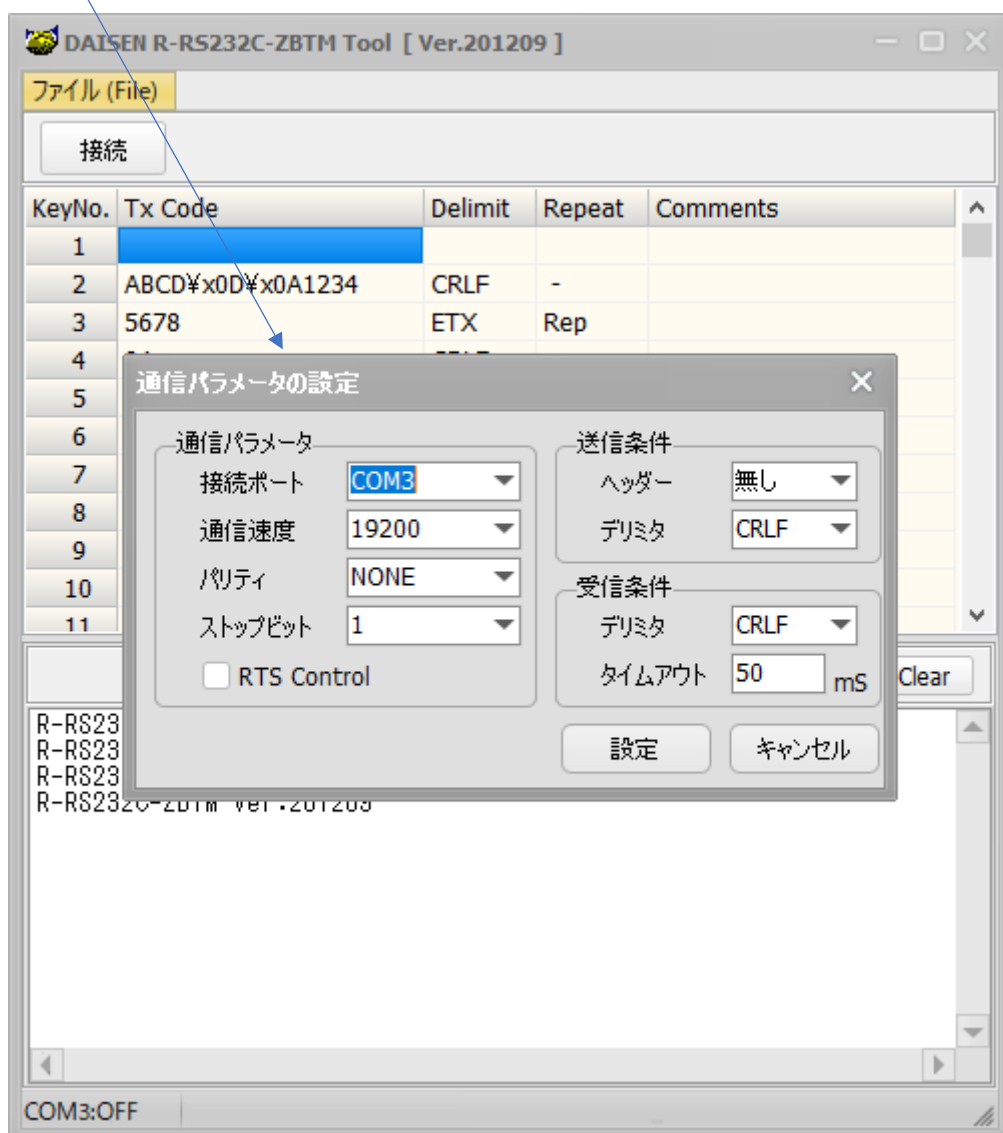 DAISEN R-RS232C-ZBTM Tool [ Ver.201209 ]
ファイル (File)
接続
KeyNo. Tx Code Delimit Repeat Comments
1
2 ABCD¥x0D¥x0A1234 CRLF -
3 5678 ETX Rep
4
5
6
7
8
9
10
11
通信パラメータの設定
通信パラメータ
接続ポート COM3
通信速度 19200
パリティ NONE
ストップビット 1
RTS Control
送信条件
ヘッダー 無し
デリミタ CRLF
受信条件
デリミタ CRLF
タイムアウト 50 mS
設定 キャンセル
Clear
R-RS23
R-RS23
R-RS23
R-RS232C-ZBTM Ver.201209
COM3:OFF